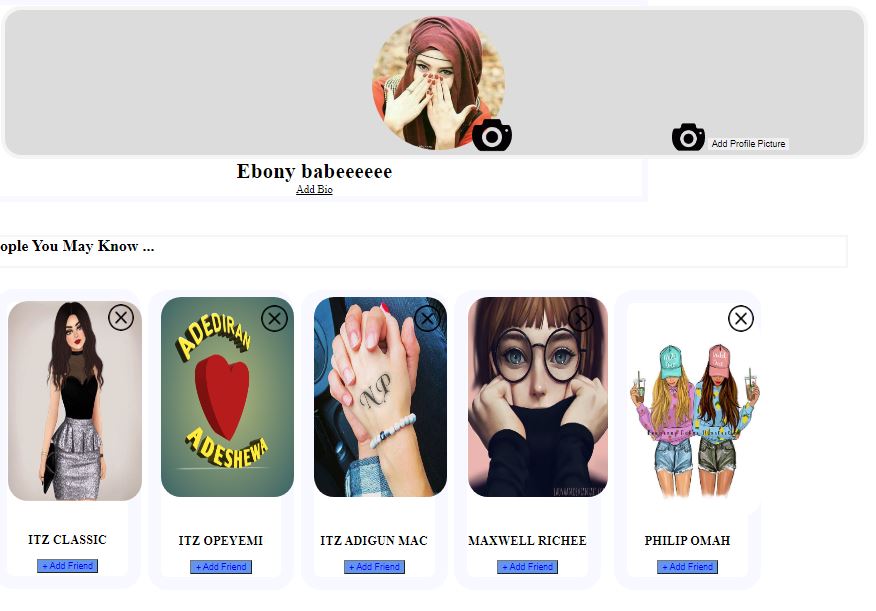 Add Profile Picture
Ebony babeeeeee
Add Bio
ople You May Know ...
ADEDIRAN
ADESHEWA
NP
ITZ CLASSIC
ITZ OPEYEMI
ITZ ADIGUN MAC
MAXWELL RICHEE
PHILIP OMAH
+ Add Friend
+ Add Friend
+ Add Friend
+ Add Friend
+ Add Friend